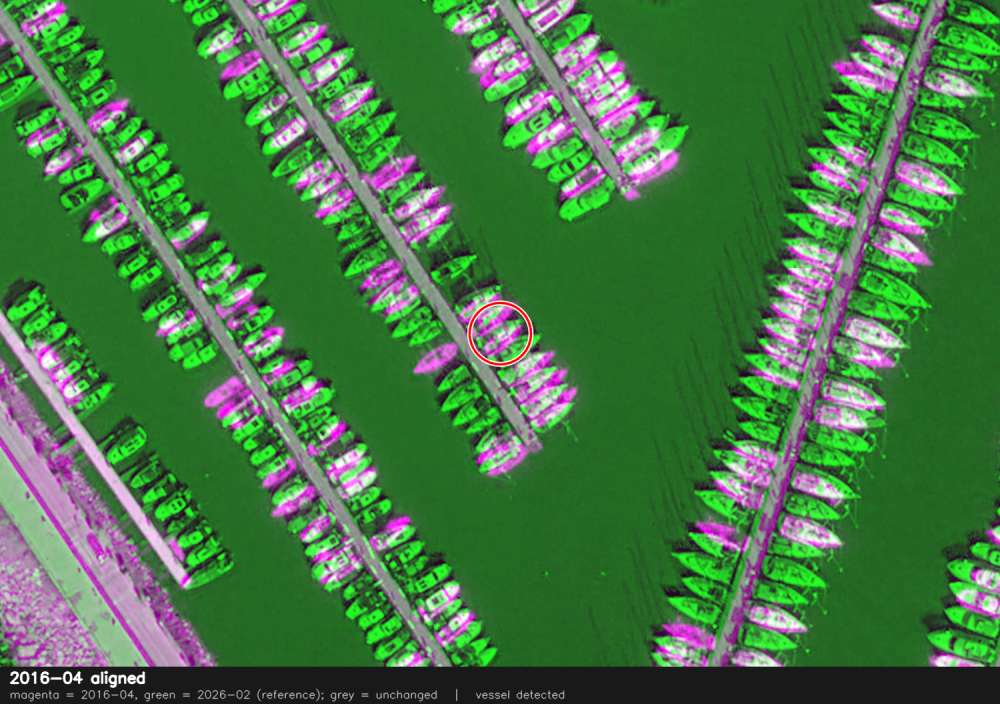 2016-04 aligned
magenta = 2016-04, green = 2026-02 (reference); grey = unchanged | vessel detected